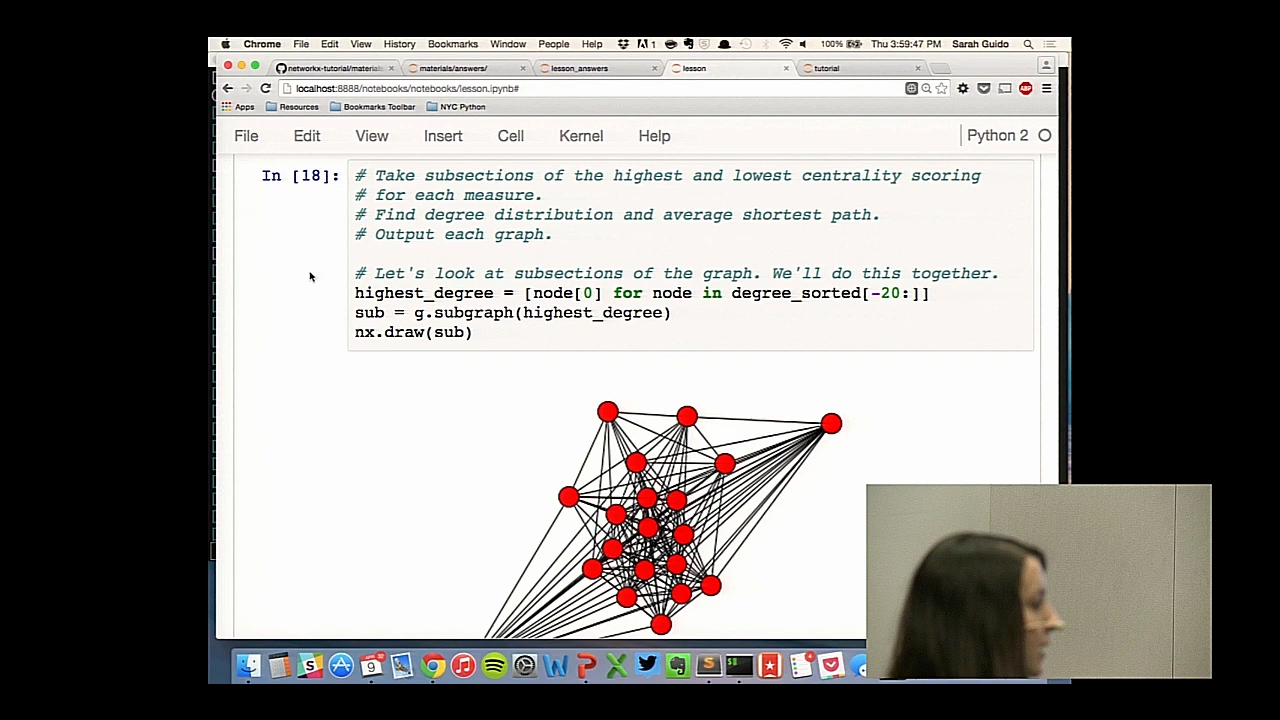 Chrome File Edit View History Bookmarks Window People Help 1 100% Thu 3:59:47 PM Sarah Guido
networkx-tutorial/materials materials/answers/ lesson_answers lesson tutorial
localhost:8888/notebooks/notebooks/lesson.ipynb#
Apps Resources Bookmarks Toolbar NYC Python
File Edit View Insert Cell Kernel Help Python 2
In [18]: # Take subsections of the highest and lowest centrality scoring
# for each measure.
# Find degree distribution and average shortest path.
# Output each graph.
# Let's look at subsections of the graph. We'll do this together.
highest_degree = [node[0] for node in degree_sorted[-20:]]
sub = g.subgraph(highest_degree)
nx.draw(sub)